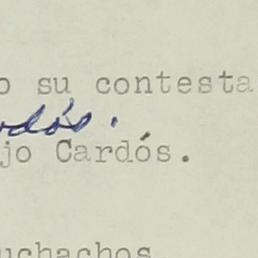 o su contesta
rdós.
jo Cardós.
uchachos